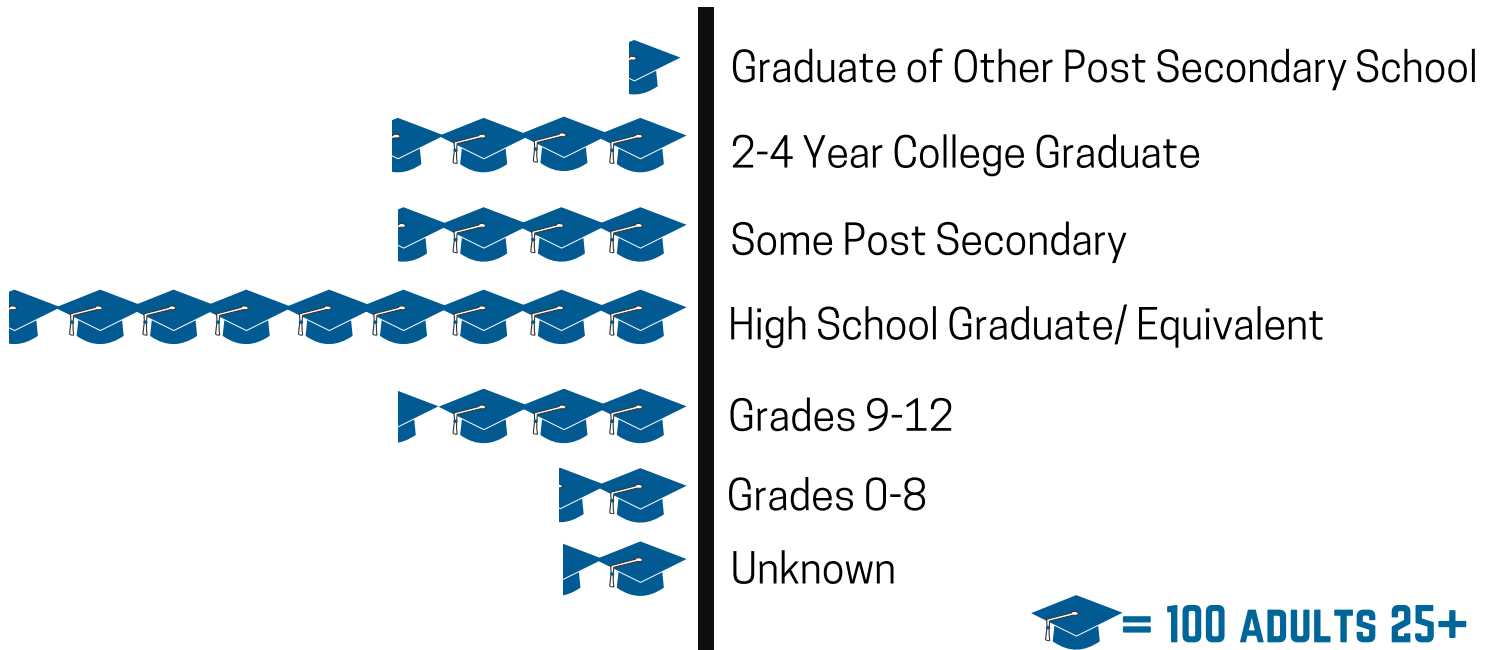 Graduate of Other Post Secondary School
2-4 Year College Graduate
Some Post Secondary
High School Graduate/ Equivalent
Grades 9-12
Grades 0-8
Unknown
= 100 ADULTS 25+